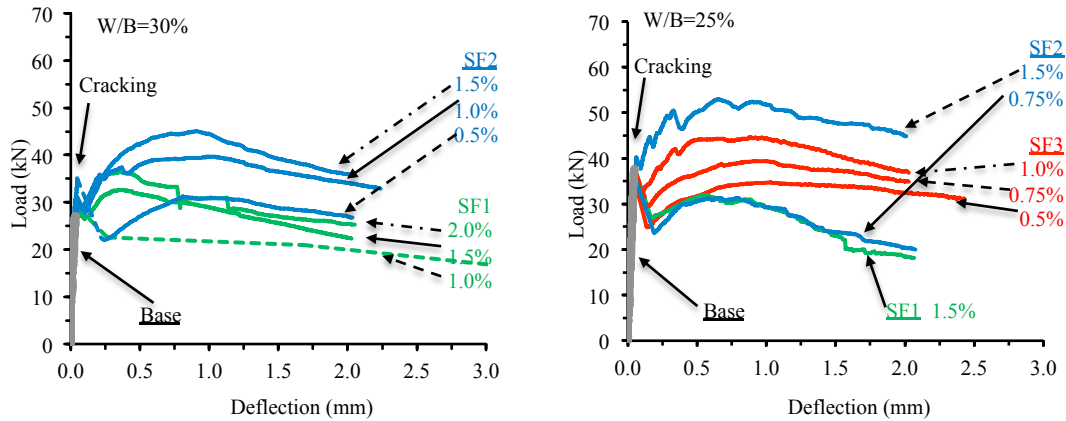 W/B=30%
70
60
50
40
30
20
10
0
Load (kN)
Cracking
Base
SF2
1.5%
1.0%
0.5%
SF1
2.0%
1.5%
1.0%
0.0 0.5 1.0 1.5 2.0 2.5 3.0
Deflection (mm)
W/B=25%
70
60
50
40
30
20
10
0
Load (kN)
Cracking
Base
SF2
1.5%
0.75%
SF3
1.0%
0.75%
0.5%
SF1 1.5%
0.0 0.5 1.0 1.5 2.0 2.5 3.0
Deflection (mm)